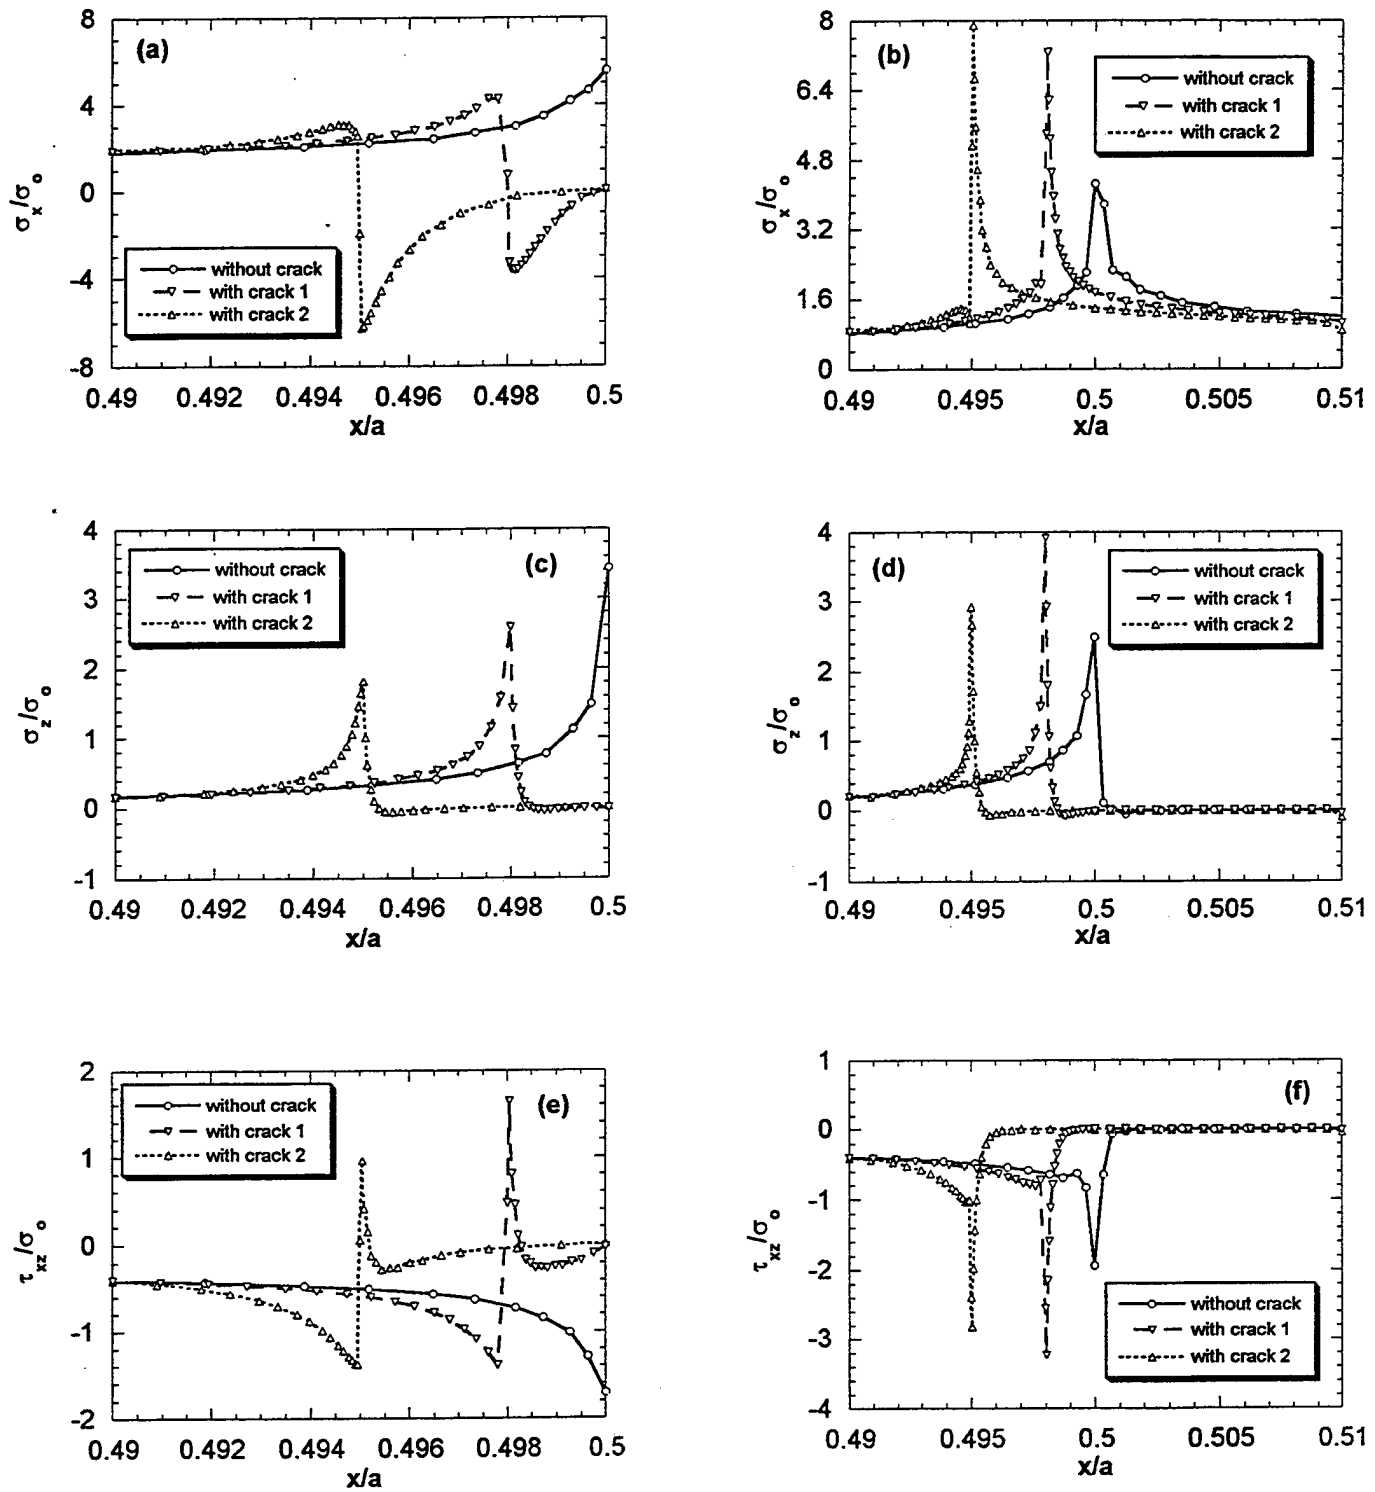 (a)
8
4
0
-4
-8
σx/σo
without crack
with crack 1
with crack 2
0.49 0.492 0.494 0.496 0.498 0.5
x/a
(b)
8
6.4
4.8
3.2
1.6
0
σx/σo
without crack
with crack 1
with crack 2
0.49 0.495 0.5 0.505 0.51
x/a
(c)
4
3
2
1
0
-1
σz/σo
without crack
with crack 1
with crack 2
0.49 0.492 0.494 0.496 0.498 0.5
x/a
(d)
4
3
2
1
0
-1
σz/σo
without crack
with crack 1
with crack 2
0.49 0.495 0.5 0.505 0.51
x/a
(e)
2
1
0
-1
-2
τxz/σo
without crack
with crack 1
with crack 2
0.49 0.492 0.494 0.496 0.498 0.5
x/a
(f)
1
0
-1
-2
-3
-4
τxz/σo
without crack
with crack 1
with crack 2
0.49 0.495 0.5 0.505 0.51
x/a